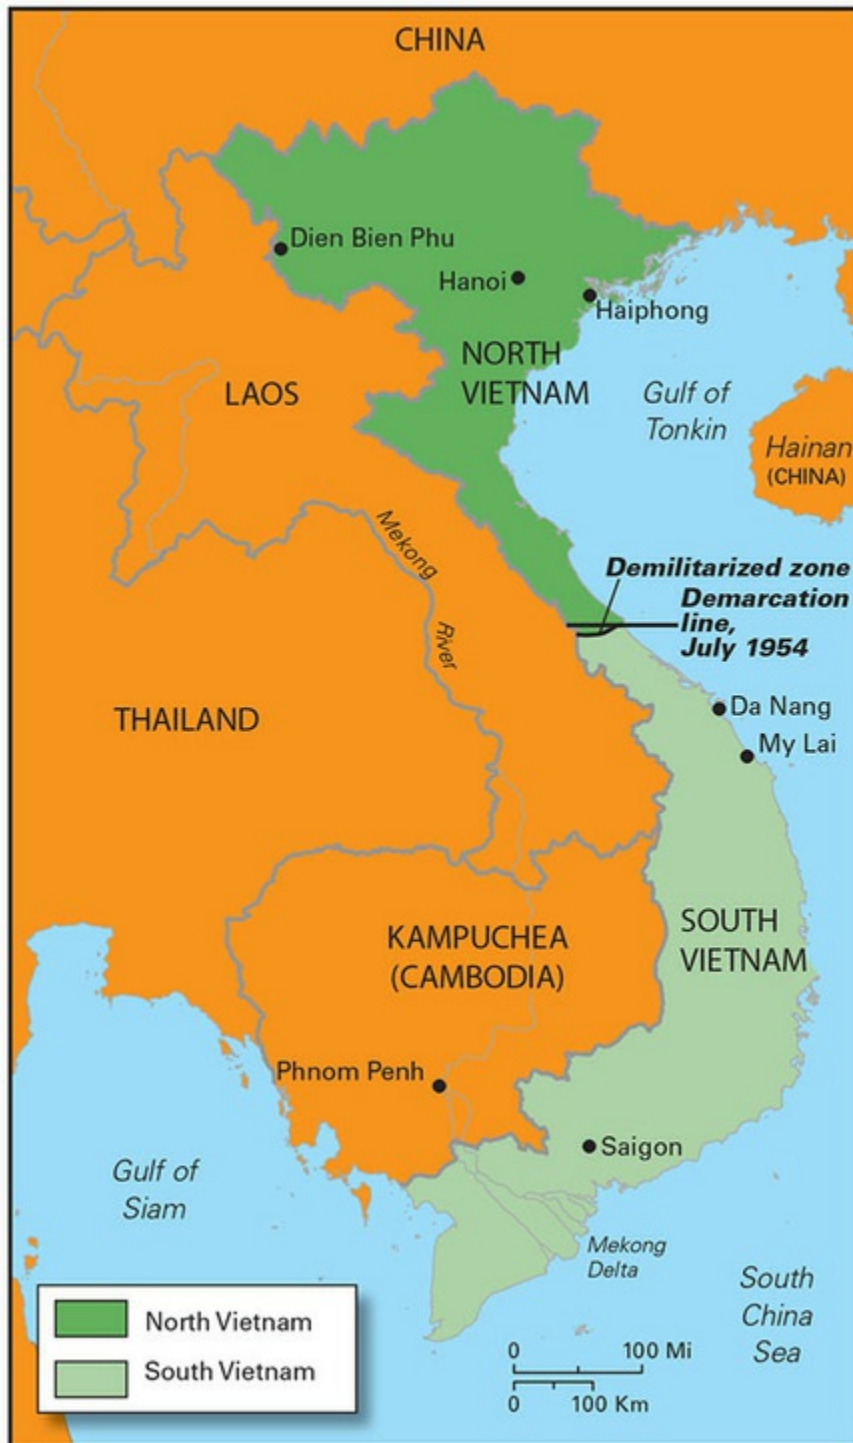 CHINA
Dien Bien Phu
Hanoi
Haiphong
NORTH
VIETNAM
LAOS
Gulf of
Tonkin
Hainan
(CHINA)
Mekong
River
Demilitarized zone
Demarcation
line,
July 1954
THAILAND
Da Nang
My Lai
KAMPUCHEA
(CAMBODIA)
SOUTH
VIETNAM
Phnom Penh
Saigon
Gulf of
Siam
Mekong
Delta
South
China
Sea
North Vietnam
South Vietnam
0 100 Mi
0 100 Km